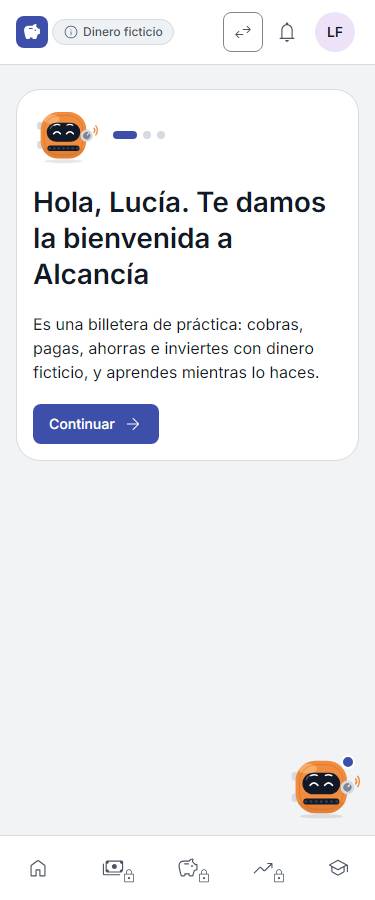 Dinero ficticio
LF
Hola, Lucía. Te damos
la bienvenida a
Alcancía
Es una billetera de práctica: cobras,
pagas, ahorras e inviertes con dinero
ficticio, y aprendes mientras lo haces.
Continuar